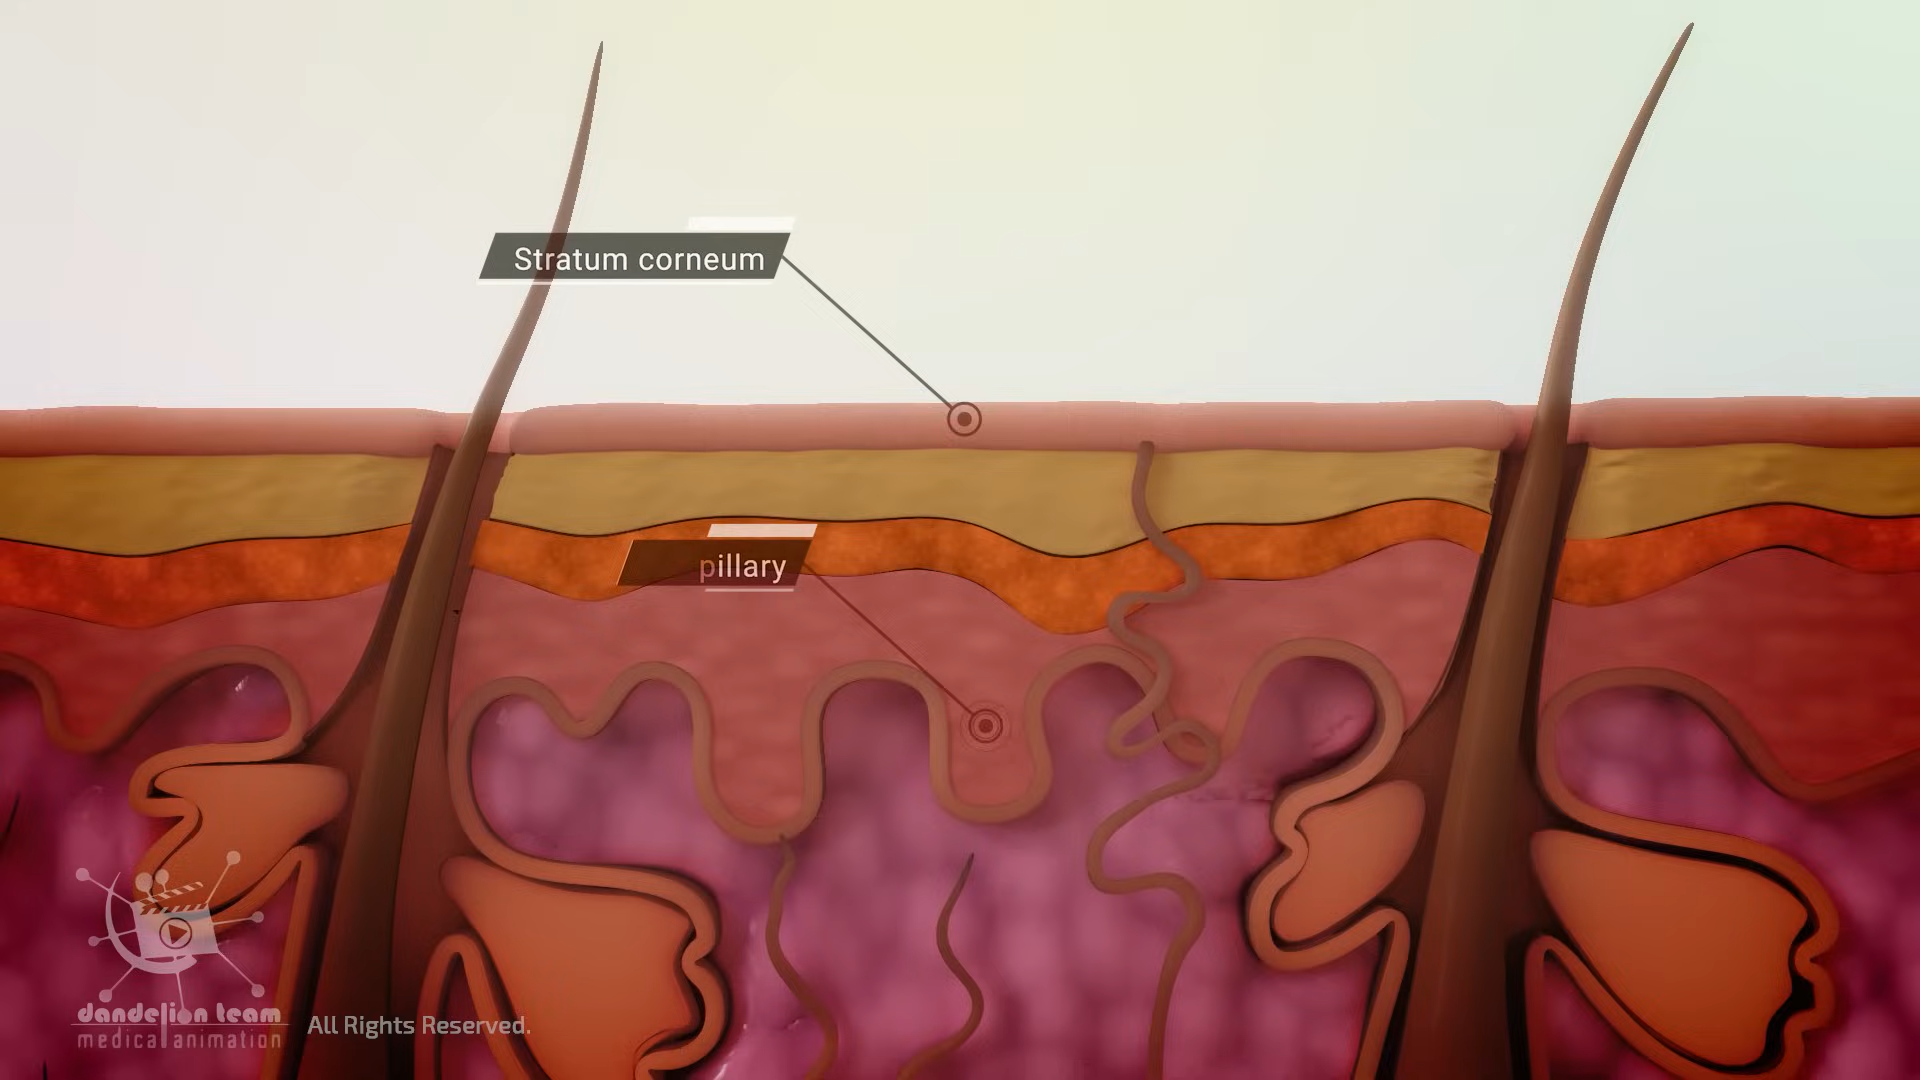 Stratum corneum
pillary
dandelion team
medical animation
All Rights Reserved.